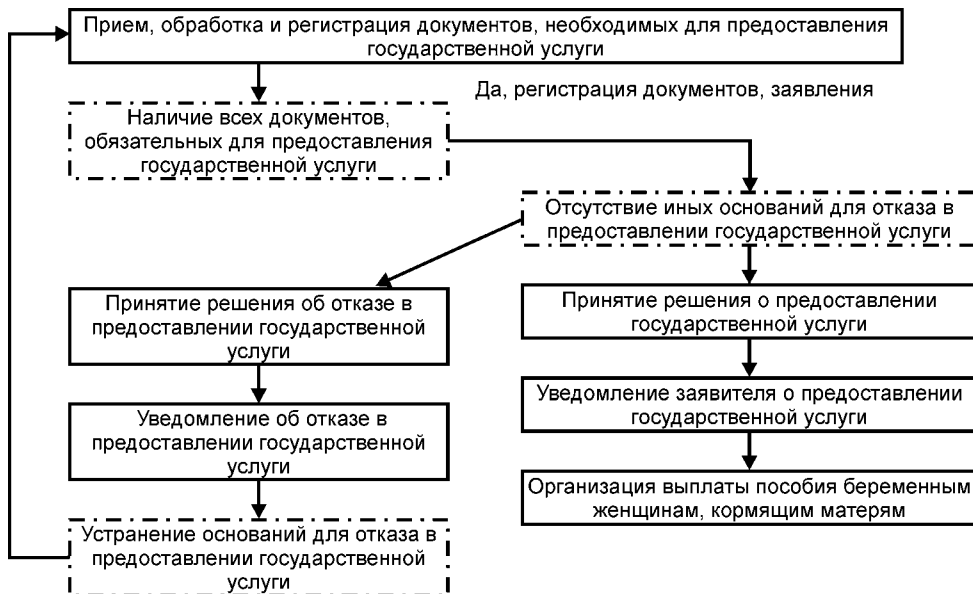 Прием, обработка и регистрация документов, необходимых для предоставления
государственной услуги
Да, регистрация документов, заявления
Наличие всех документов,
обязательных для предоставления
государственной услуги
Отсутствие иных оснований для отказа в
предоставлении государственной услуги
Принятие решения об отказе в
предоставлении государственной
услуги
Принятие решения о предоставлении
государственной услуги
Уведомление заявителя о предоставлении
государственной услуги
Уведомление об отказе в
предоставлении государственной
услуги
Организация выплаты пособия беременным
женщинам, кормящим матерям
Устранение оснований для отказа в
предоставлении государственной
услуги